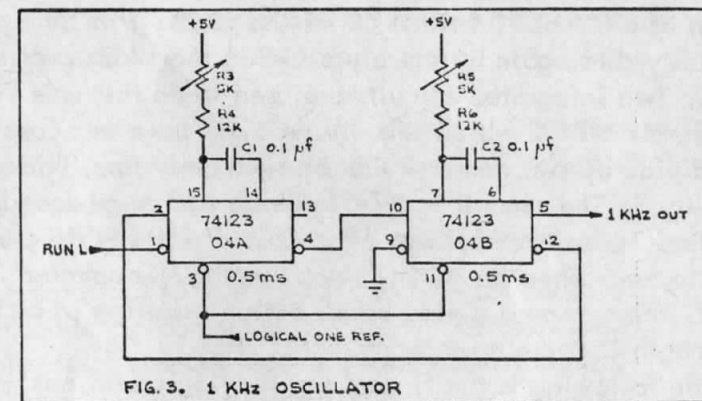 +5V
+5V
R3
5K
R5
5K
R4
12K
R6
12K
C1 0.1 µf
C2 0.1 µf
15
14
7
6
2
13
10
5
1 KHz OUT
74123
74123
RUN L
1
04A
4
9
04B
12
3
0.5 ms
11
0.5 ms
LOGICAL ONE REF.
FIG. 3. 1 KHz OSCILLATOR